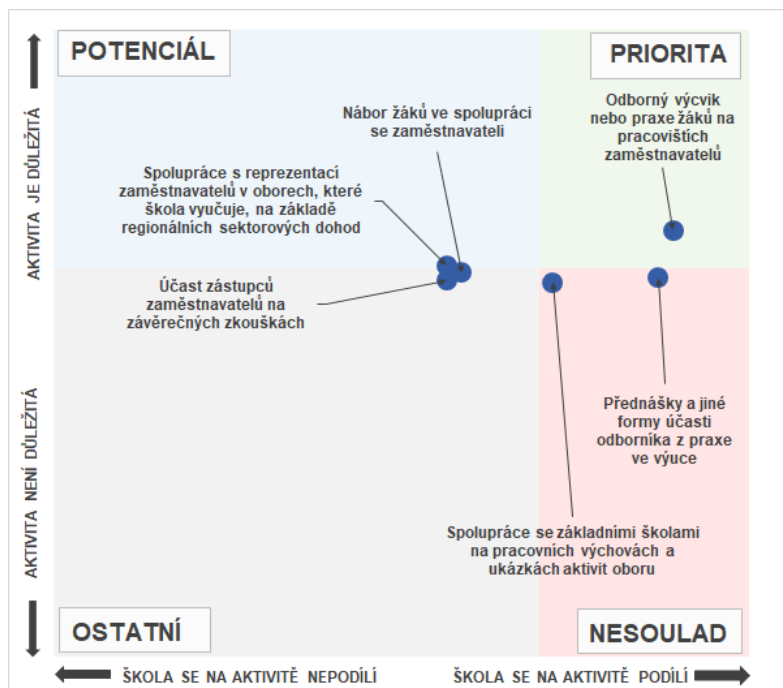 POTENCIÁL
PRIORITA
Nábor žáků ve spolupráci
se zaměstnavateli
Odborný výcvik
nebo praxe žáků na
pracovištích
zaměstnavatelů
Spolupráce s reprezentací
zaměstnavatelů v oborech, které
škola vyučuje, na základě
regionálních sektorových dohod
Účast zástupců
zaměstnavatelů na
závěrečných zkouškách
Přednášky a jiné
formy účasti
odborníka z praxe
ve výuce
Spolupráce se základními školami
na pracovních výchovách a
ukázkách aktivit oboru
OSTATNÍ
NESOULAD
AKTIVITA JE DŮLEŽITÁ
AKTIVITA NENÍ DŮLEŽITÁ
ŠKOLA SE NA AKTIVITĚ NEPODÍLÍ
ŠKOLA SE NA AKTIVITĚ PODÍLÍ